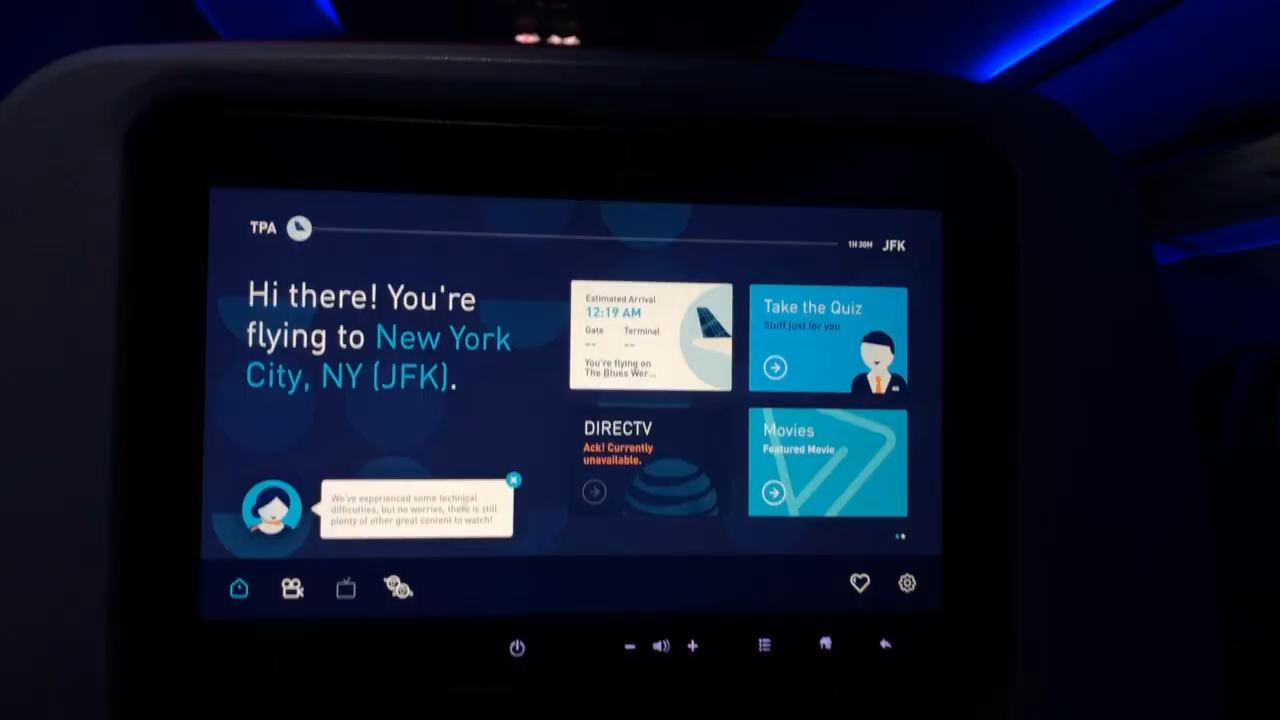 TPA
1H 30M JFK
Hi there! You're
flying to New York
City, NY (JFK).
Estimated Arrival
12:19 AM
Gate Terminal
-- --
You're flying on
The Blues Wer...
Take the Quiz
Stuff just for you
DIRECTV
Ack! Currently
unavailable.
Movies
Featured Movie
We've experienced some technical
difficulties, but no worries, there is still
plenty of other great content to watch!